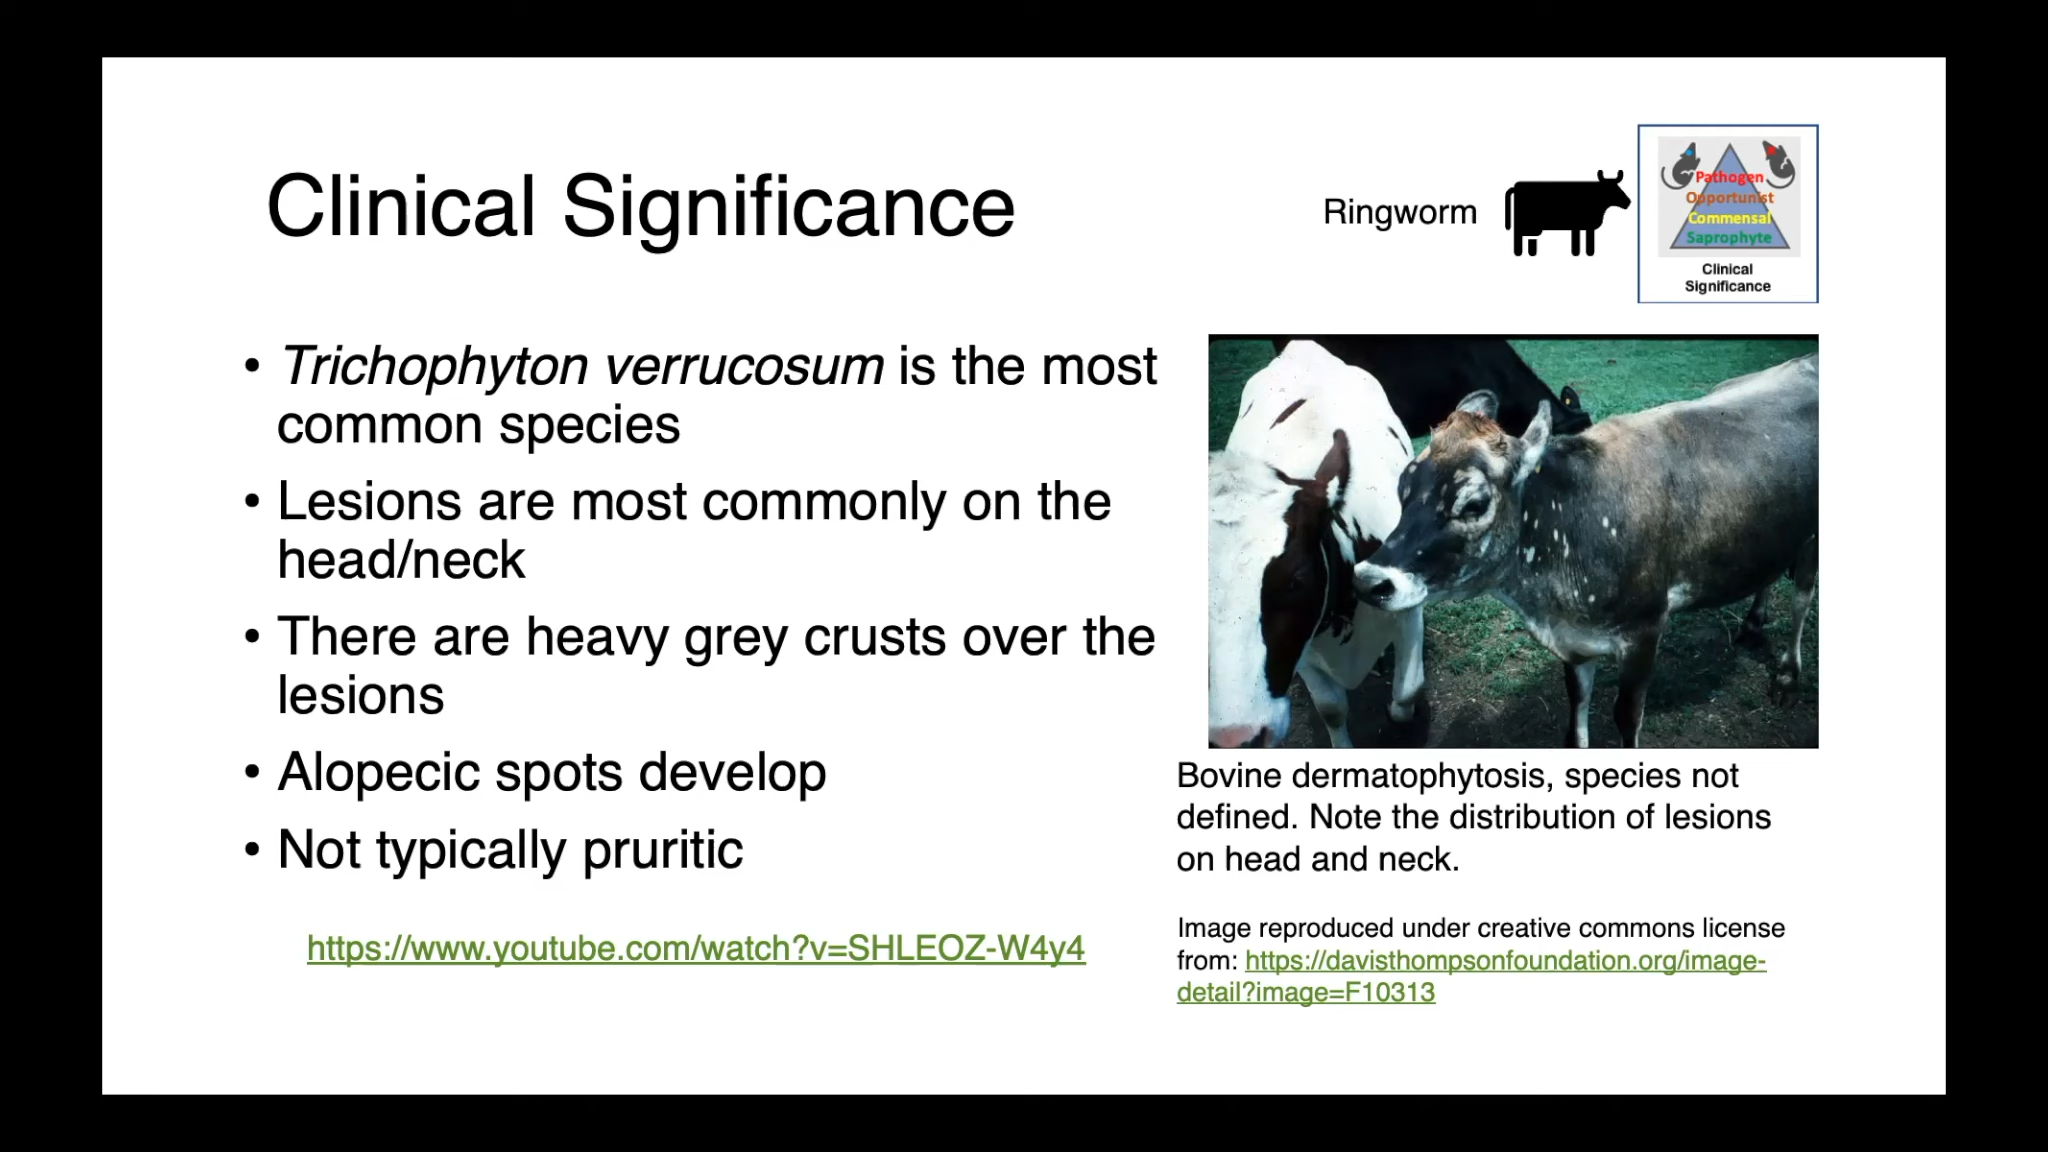 Clinical Significance
Ringworm
Pathogen
Opportunist
Commensal
Saprophyte
Clinical
Significance
• Trichophyton verrucosum is the most
common species
• Lesions are most commonly on the
head/neck
• There are heavy grey crusts over the
lesions
• Alopecic spots develop
• Not typically pruritic
https://www.youtube.com/watch?v=SHLEOZ-W4y4
Bovine dermatophytosis, species not
defined. Note the distribution of lesions
on head and neck.
Image reproduced under creative commons license
from: https://davisthompsonfoundation.org/image-
detail?image=F10313